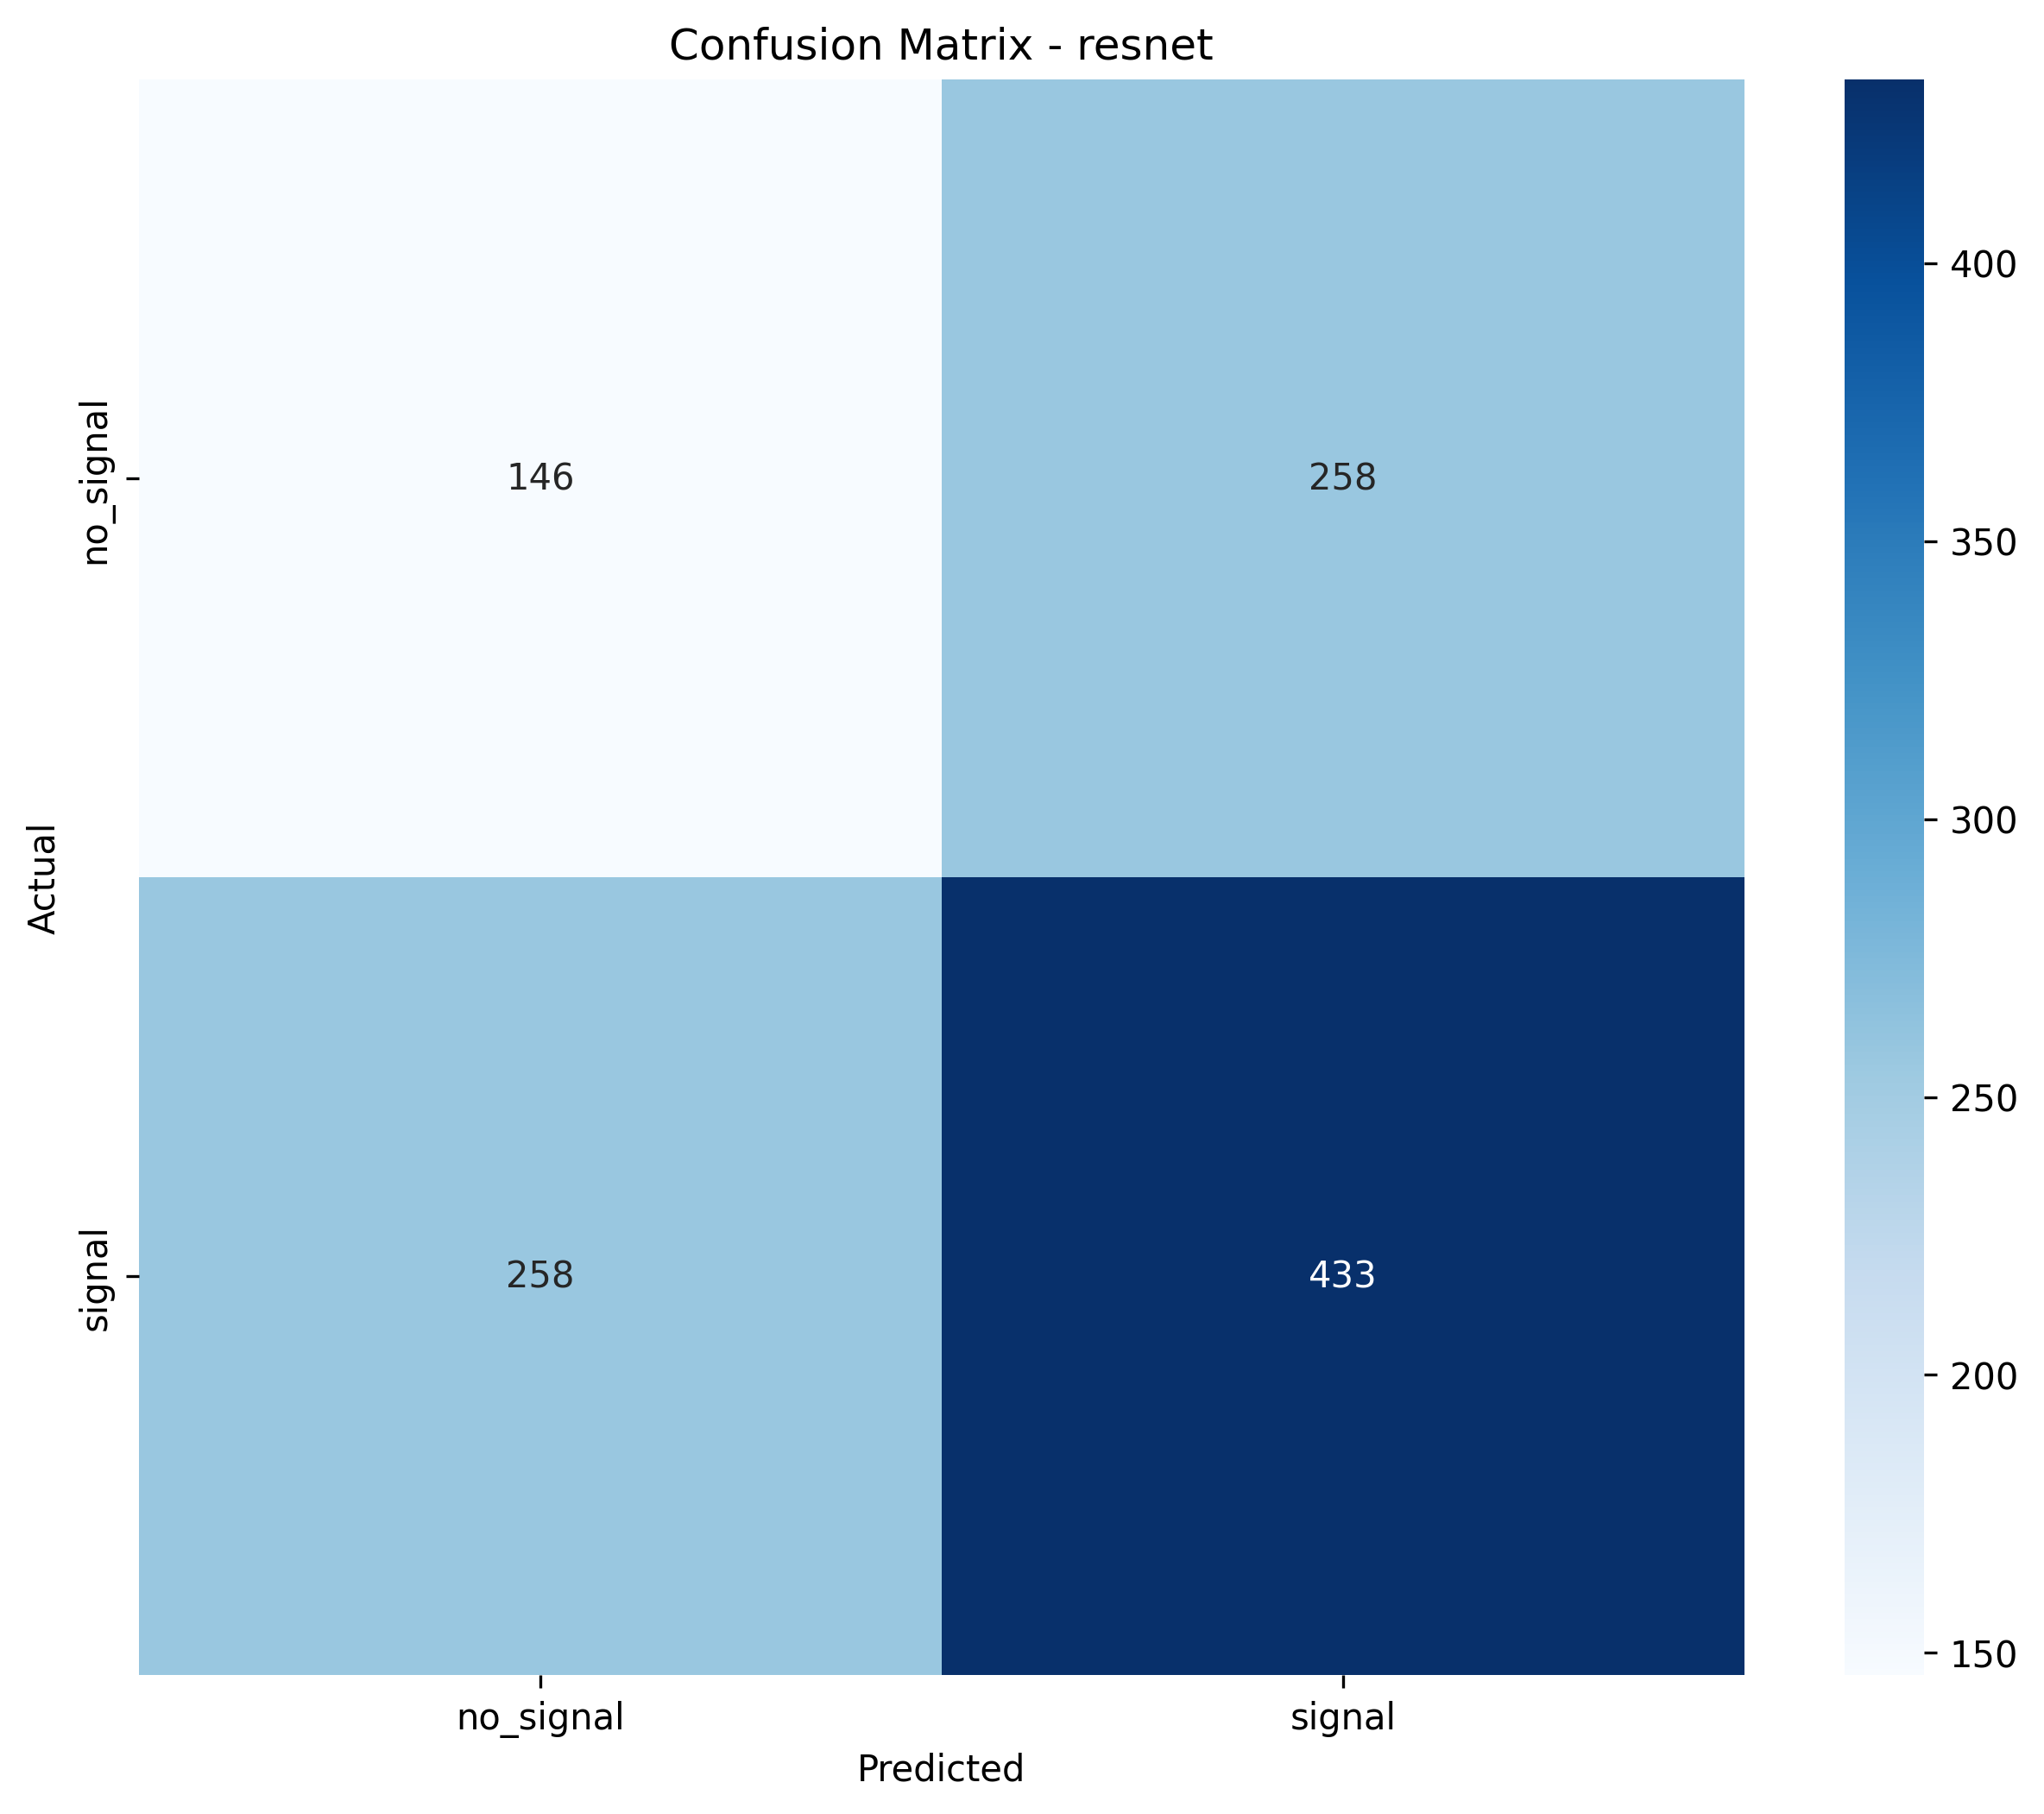 Confusion Matrix - resnet
Actual
no_signal
signal
146
258
258
433
no_signal
signal
Predicted
400
350
300
250
200
150